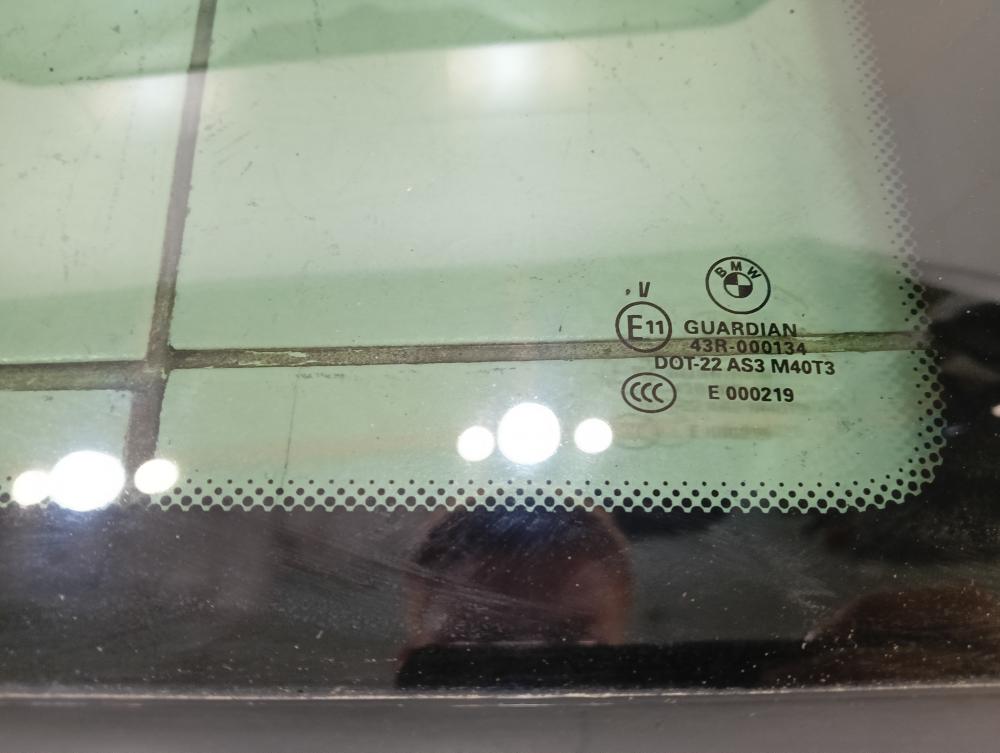 BMW
V
E11
GUARDIAN
43R-000134
DOT-22 AS3 M40T3
CCC
E 000219